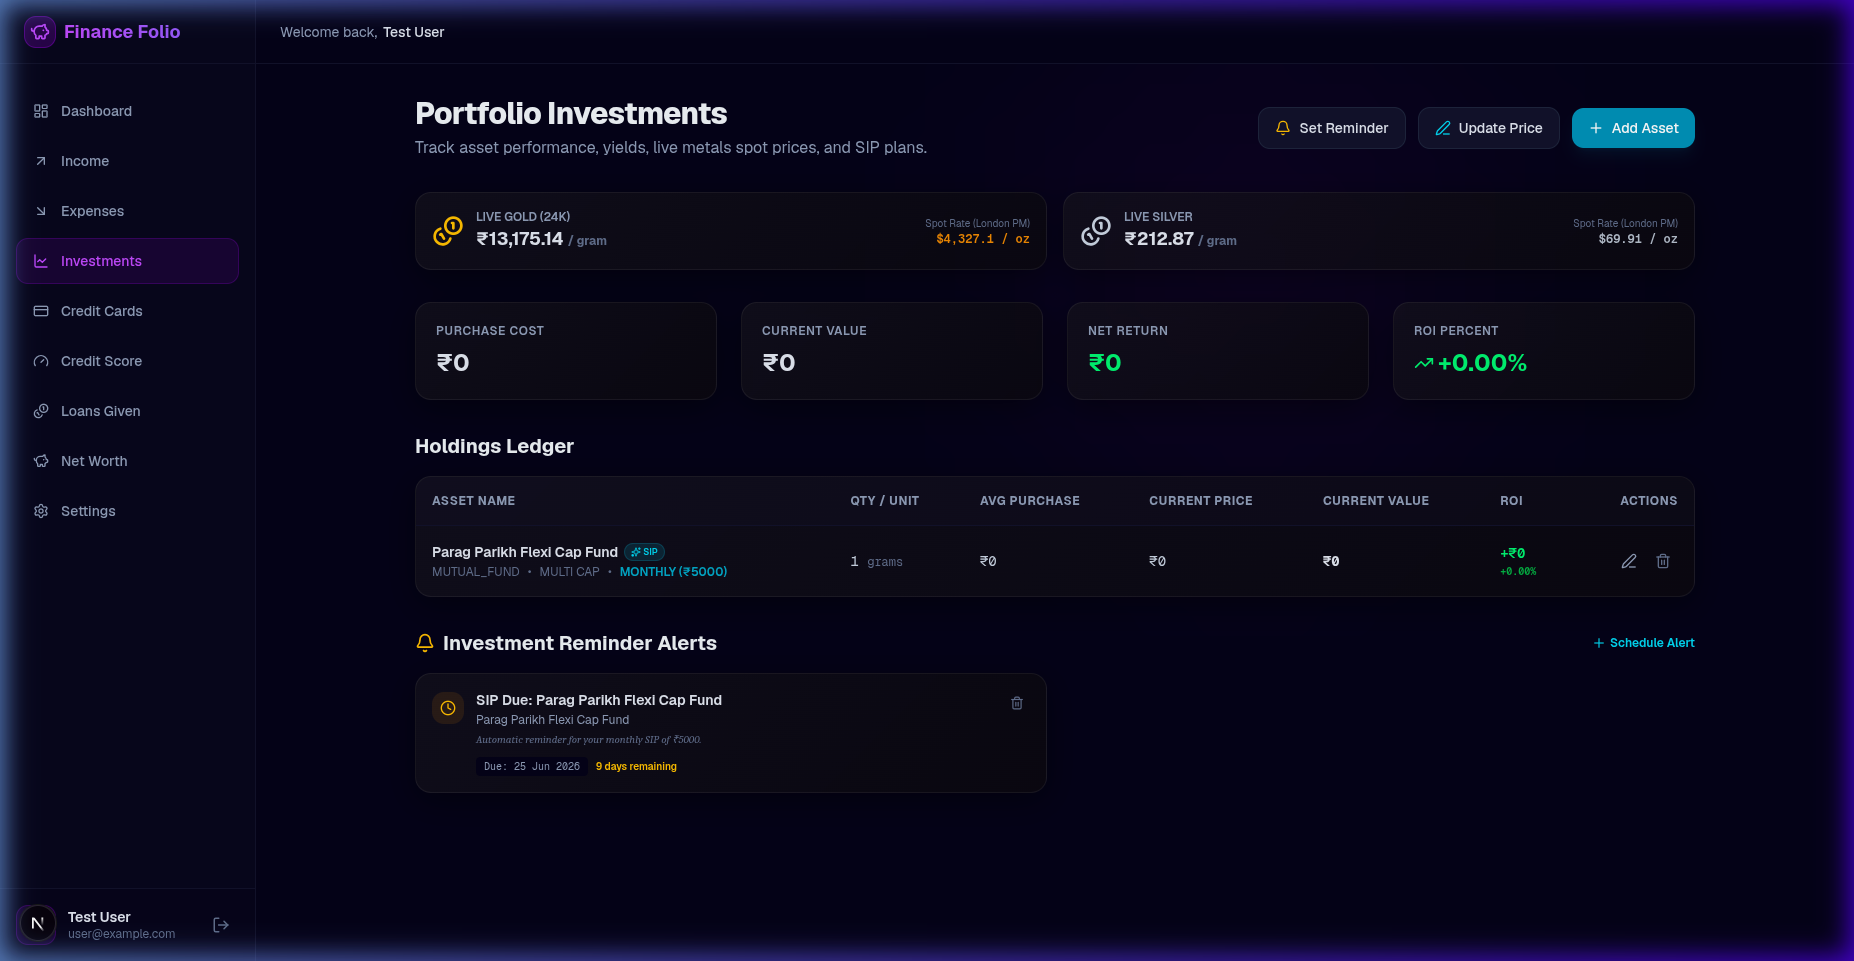 Finance Folio
Welcome back, Test User
Dashboard
Income
Expenses
Investments
Credit Cards
Credit Score
Loans Given
Net Worth
Settings
Portfolio Investments
Track asset performance, yields, live metals spot prices, and SIP plans.
Set Reminder
Update Price
+ Add Asset
LIVE GOLD (24K)
₹13,175.14 / gram
Spot Rate (London PM)
$4,327.1 / oz
LIVE SILVER
₹212.87 / gram
Spot Rate (London PM)
$69.91 / oz
PURCHASE COST
₹0
CURRENT VALUE
₹0
NET RETURN
₹0
ROI PERCENT
+0.00%
Holdings Ledger
ASSET NAME QTY / UNIT AVG PURCHASE CURRENT PRICE CURRENT VALUE ROI ACTIONS
Parag Parikh Flexi Cap Fund SIP
MUTUAL_FUND • MULTI CAP • MONTHLY (₹5000)
1 grams ₹0 ₹0 ₹0
+₹0
+0.00%
Investment Reminder Alerts
+ Schedule Alert
SIP Due: Parag Parikh Flexi Cap Fund
Parag Parikh Flexi Cap Fund
Automatic reminder for your monthly SIP of ₹5000.
Due: 25 Jun 2026 9 days remaining
N
Test User
user@example.com